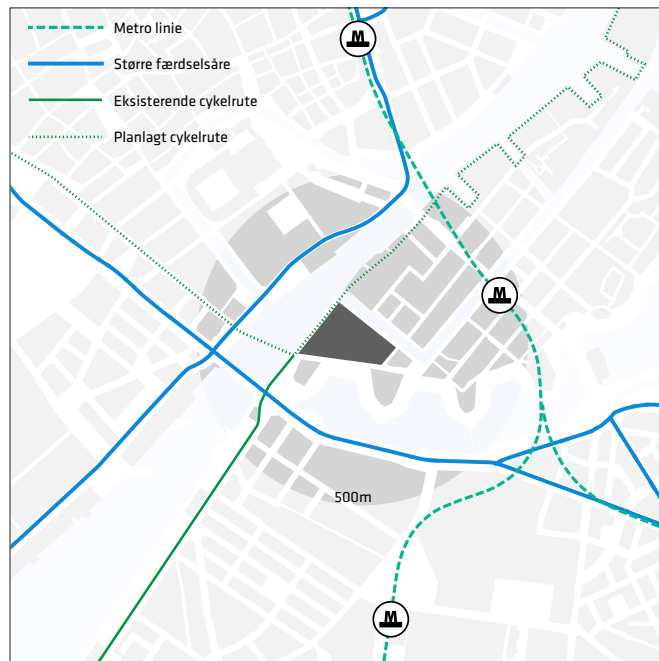 Metro linie
Større færdselsåre
Eksisterende cykelrute
Planlagt cykelrute
M
M
500m
M